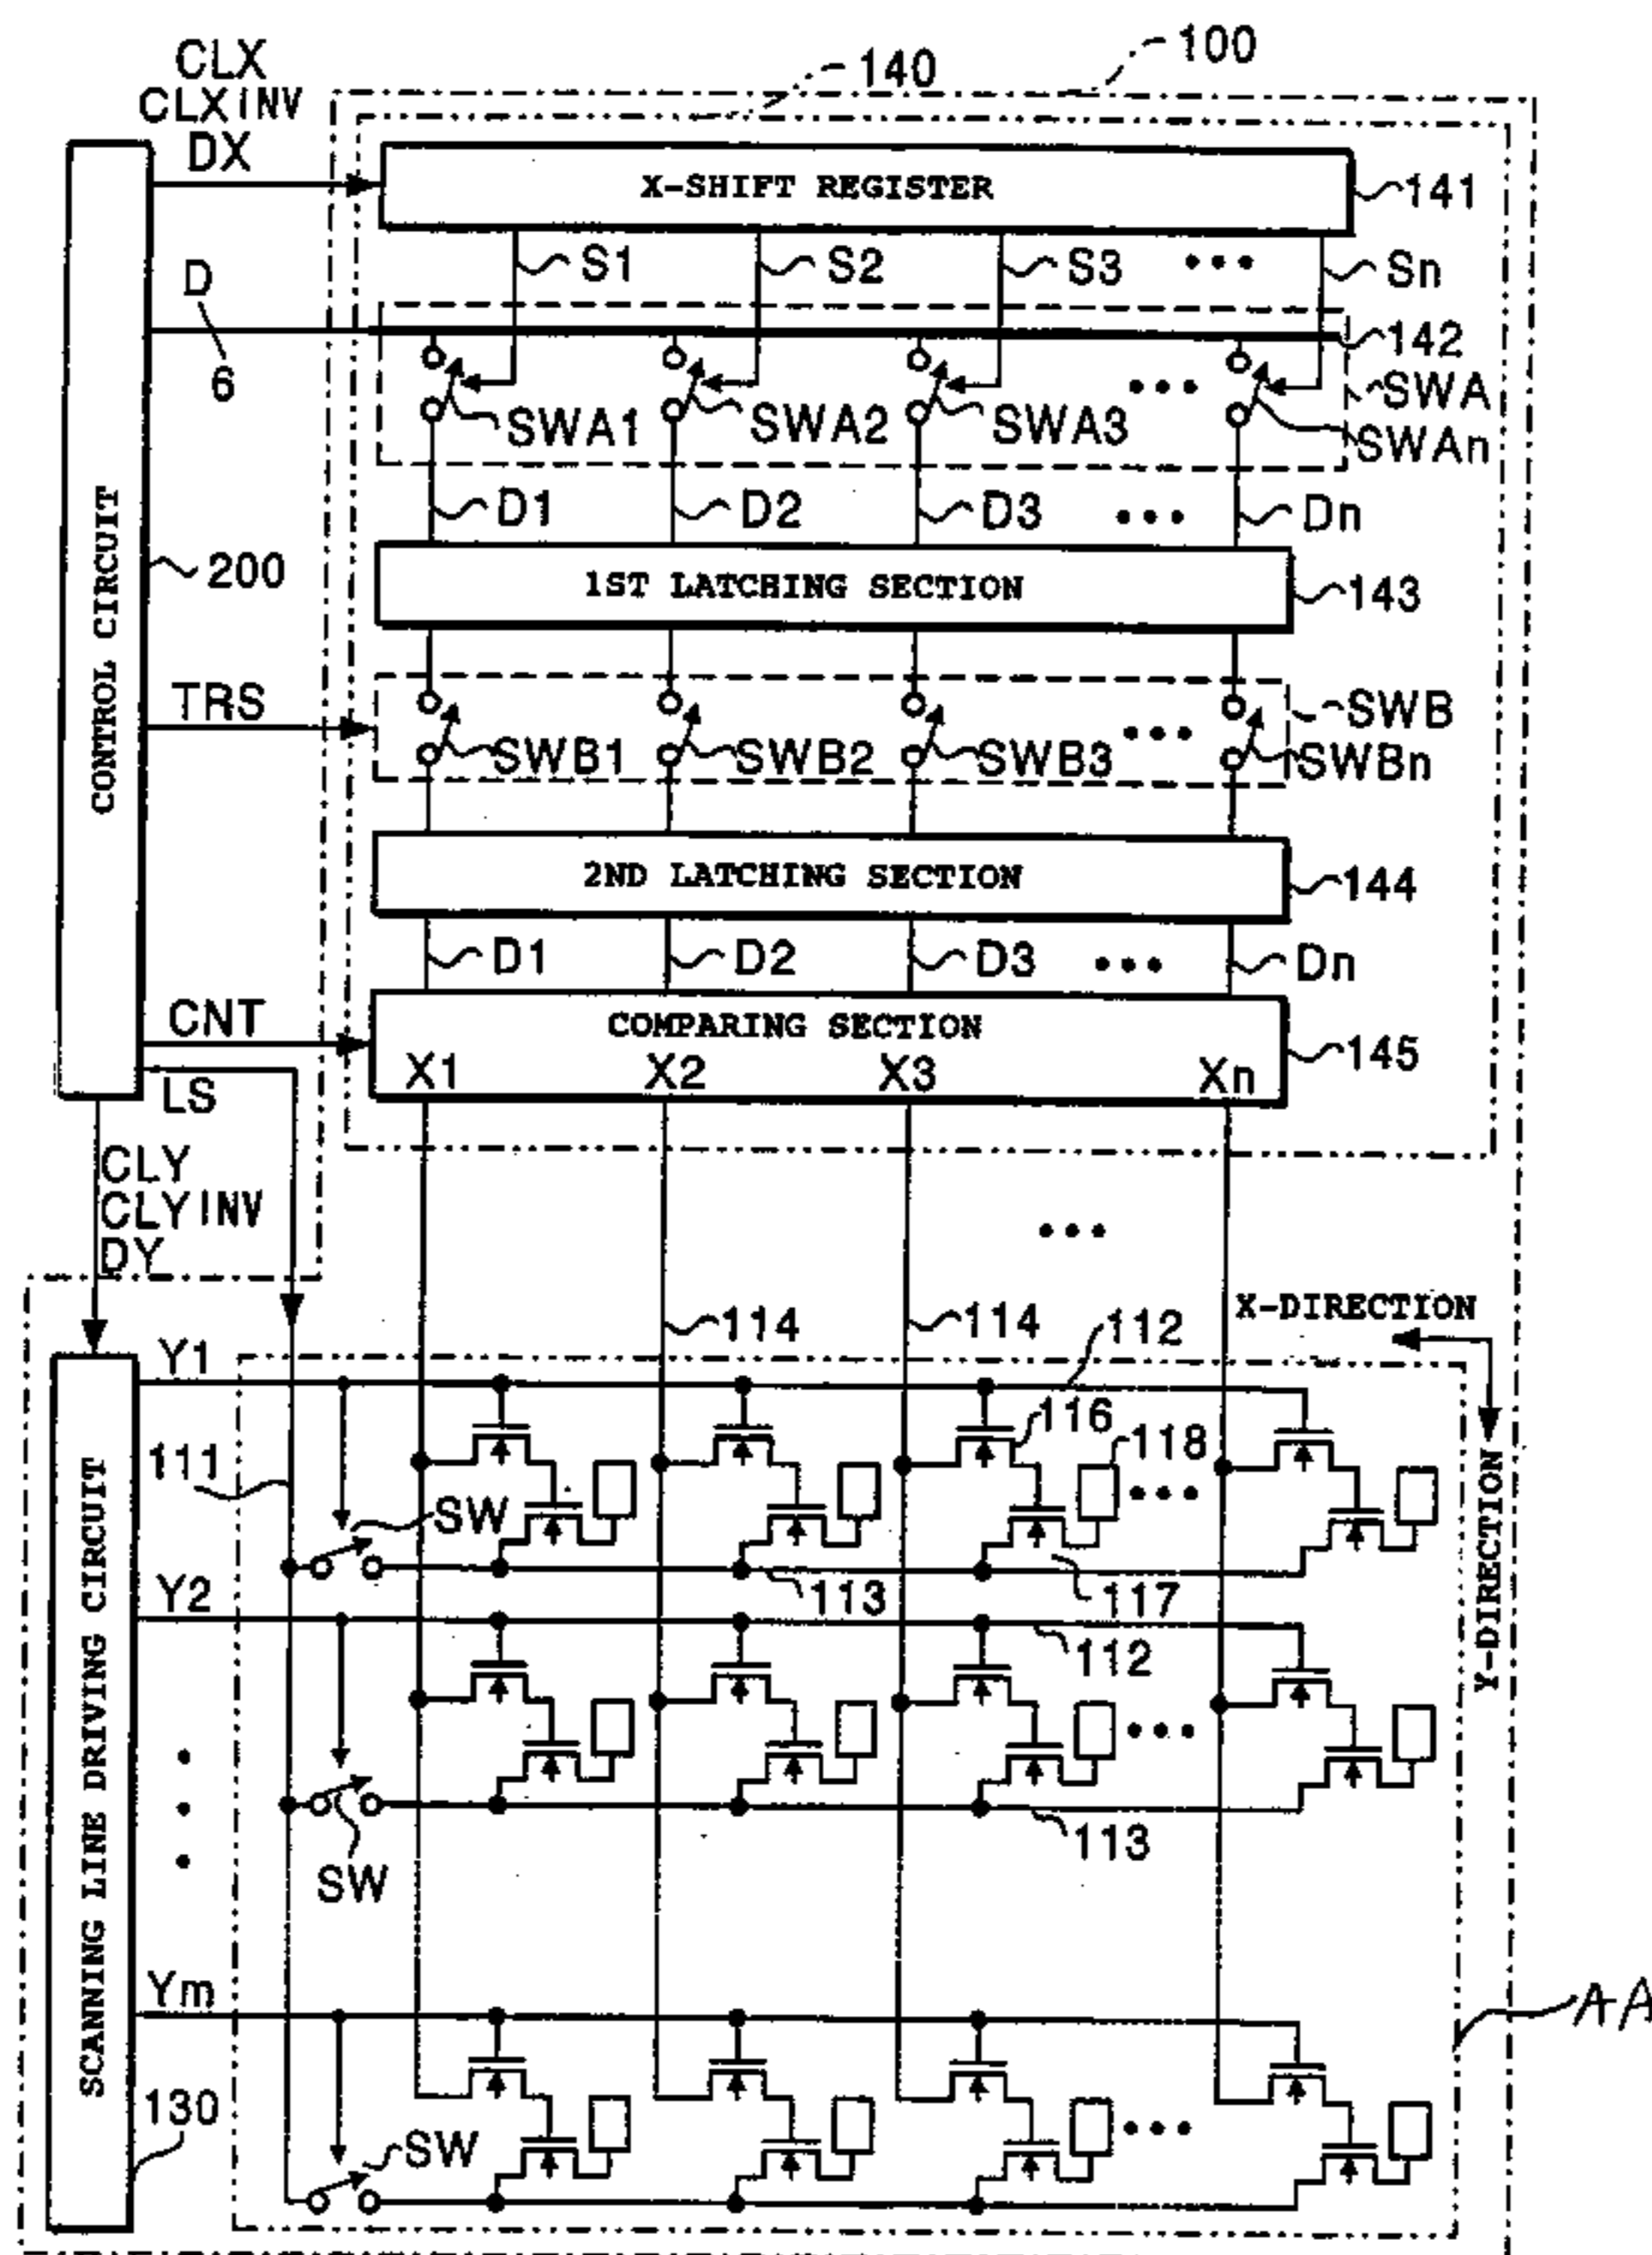 100
140
CLX
CLXINV
DX
X-SHIFT REGISTER
141
S1 S2 S3 ••• Sn
D
6
142
SWA1 SWA2 SWA3 ••• SWA
SWAn
D1 D2 D3 ••• Dn
CONTROL CIRCUIT
200
1ST LATCHING SECTION
143
TRS
SWB1 SWB2 SWB3 ••• SWB
SWBn
2ND LATCHING SECTION
144
D1 D2 D3 ••• Dn
CNT
COMPARING SECTION
X1 X2 X3 Xn
145
LS
CLY
CLYINV
DY
•••
X-DIRECTION
Y-DIRECTION
114 114 112
Y1
116
118
•••
111
SW
113
117
Y2
112
•••
SW
113
SCANNING LINE DRIVING CIRCUIT
Ym
AA
130
SW
•••